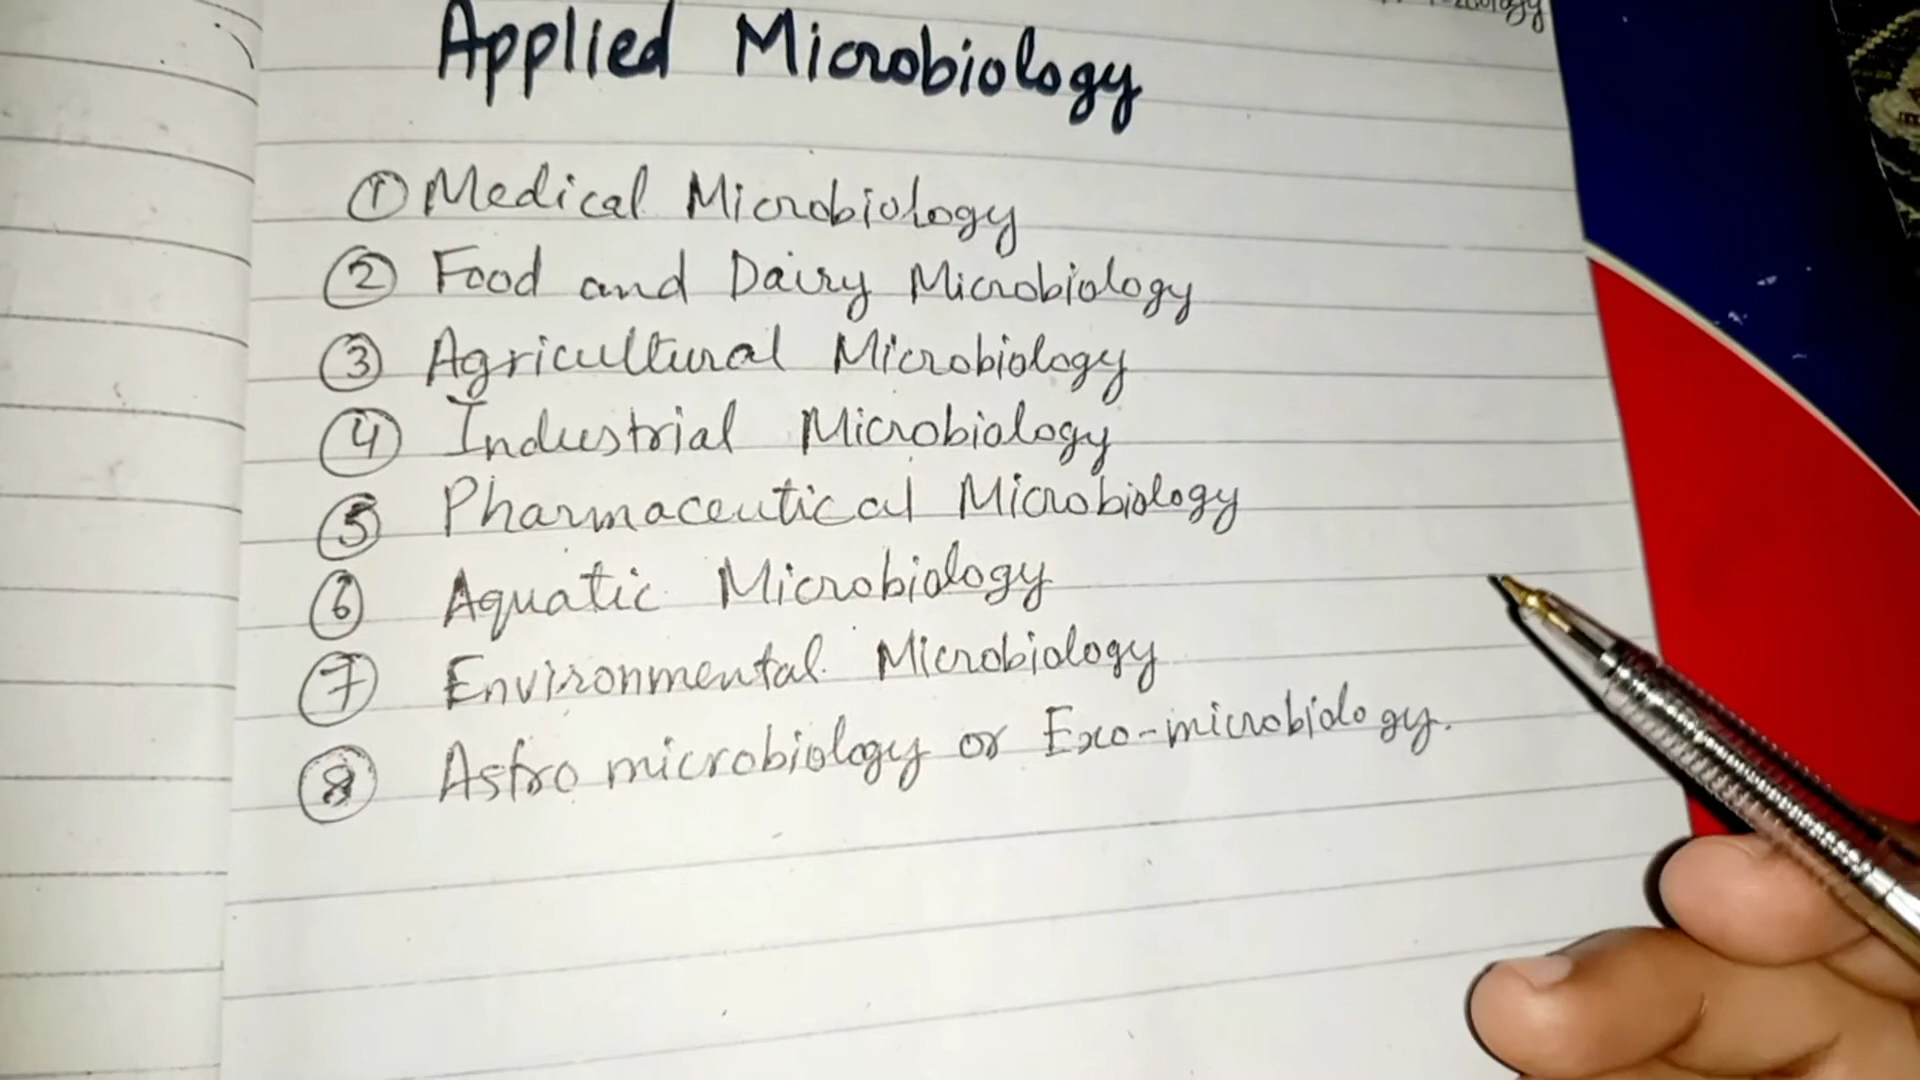 Applied Microbiology
① Medical Microbiology
② Food and Dairy Microbiology
③ Agricultural Microbiology
④ Industrial Microbiology
⑤ Pharmaceutical Microbiology
⑥ Aquatic Microbiology
⑦ Environmental Microbiology
⑧ Astro microbiology or Exo-microbiology.